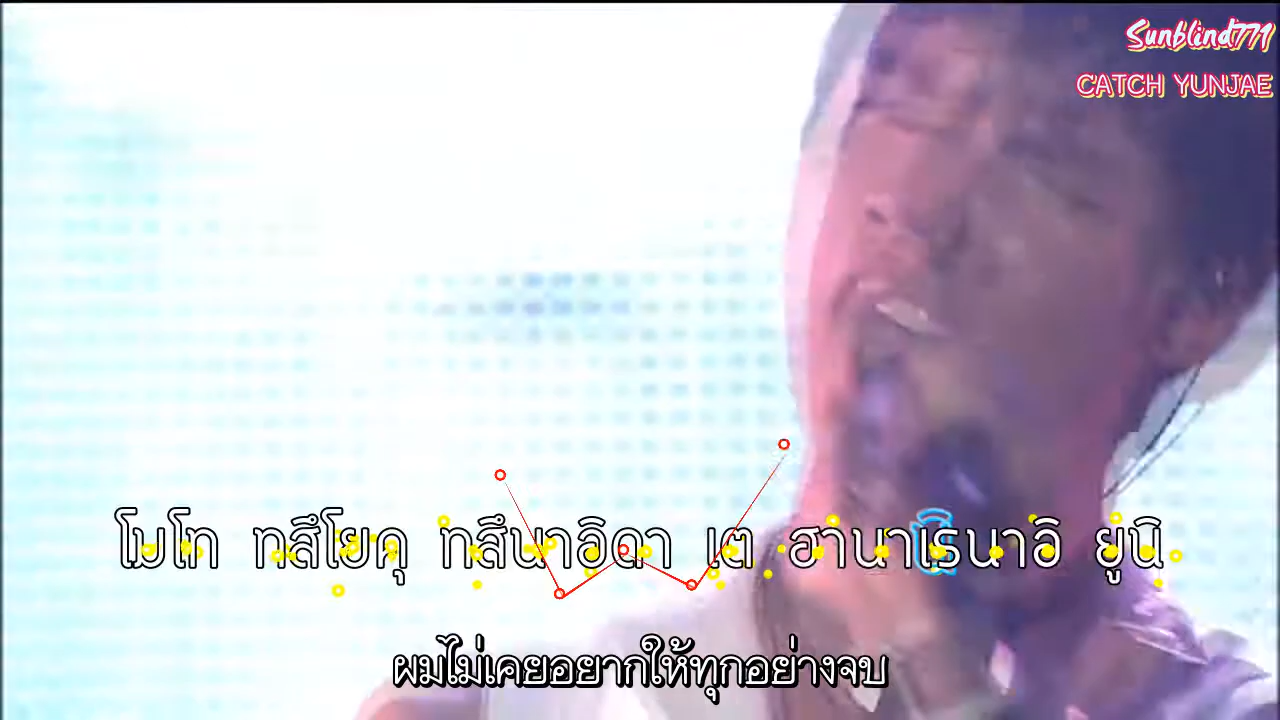 Sunblind771
CATCH YUNJAE
โมโท ทสึโยคุ ทสึนาอิดา เต ฮานาเรนาอิ ยูนิ
ผมไม่เคยอยากให้ทุกอย่างจบ